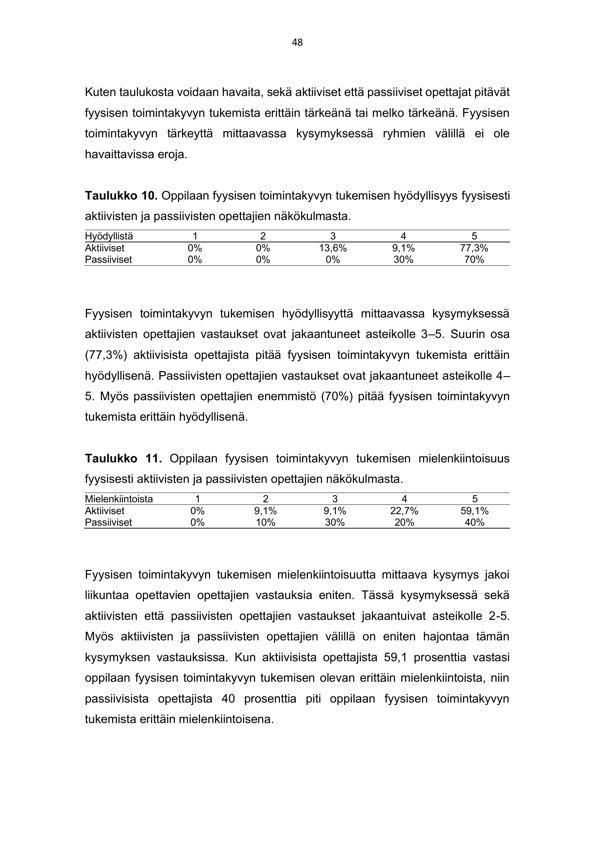 48
Kuten taulukosta voidaan havaita, sekä aktiiviset että passiiviset opettajat pitävät
fyysisen toimintakyvyn tukemista erittäin tärkeänä tai melko tärkeänä. Fyysisen
toimintakyvyn tärkeyttä mittaavassa kysymyksessä ryhmien välillä ei ole
havaittavissa eroja.
Taulukko 10. Oppilaan fyysisen toimintakyvyn tukemisen hyödyllisyys fyysisesti
aktiivisten ja passiivisten opettajien näkökulmasta.
Hyödyllistä 1 2 3 4 5
Aktiiviset 0% 0% 13,6% 9,1% 77,3%
Passiiviset 0% 0% 0% 30% 70%
Fyysisen toimintakyvyn tukemisen hyödyllisyyttä mittaavassa kysymyksessä
aktiivisten opettajien vastaukset ovat jakaantuneet asteikolle 3–5. Suurin osa
(77,3%) aktiivisista opettajista pitää fyysisen toimintakyvyn tukemista erittäin
hyödyllisenä. Passiivisten opettajien vastaukset ovat jakaantuneet asteikolle 4–
5. Myös passiivisten opettajien enemmistö (70%) pitää fyysisen toimintakyvyn
tukemista erittäin hyödyllisenä.
Taulukko 11. Oppilaan fyysisen toimintakyvyn tukemisen mielenkiintoisuus
fyysisesti aktiivisten ja passiivisten opettajien näkökulmasta.
Mielenkiintoista 1 2 3 4 5
Aktiiviset 0% 9,1% 9,1% 22,7% 59,1%
Passiiviset 0% 10% 30% 20% 40%
Fyysisen toimintakyvyn tukemisen mielenkiintoisuutta mittaava kysymys jakoi
liikuntaa opettavien opettajien vastauksia eniten. Tässä kysymyksessä sekä
aktiivisten että passiivisten opettajien vastaukset jakaantuivat asteikolle 2-5.
Myös aktiivisten ja passiivisten opettajien välillä on eniten hajontaa tämän
kysymyksen vastauksissa. Kun aktiivisista opettajista 59,1 prosenttia vastasi
oppilaan fyysisen toimintakyvyn tukemisen olevan erittäin mielenkiintoista, niin
passiivisista opettajista 40 prosenttia piti oppilaan fyysisen toimintakyvyn
tukemista erittäin mielenkiintoisena.